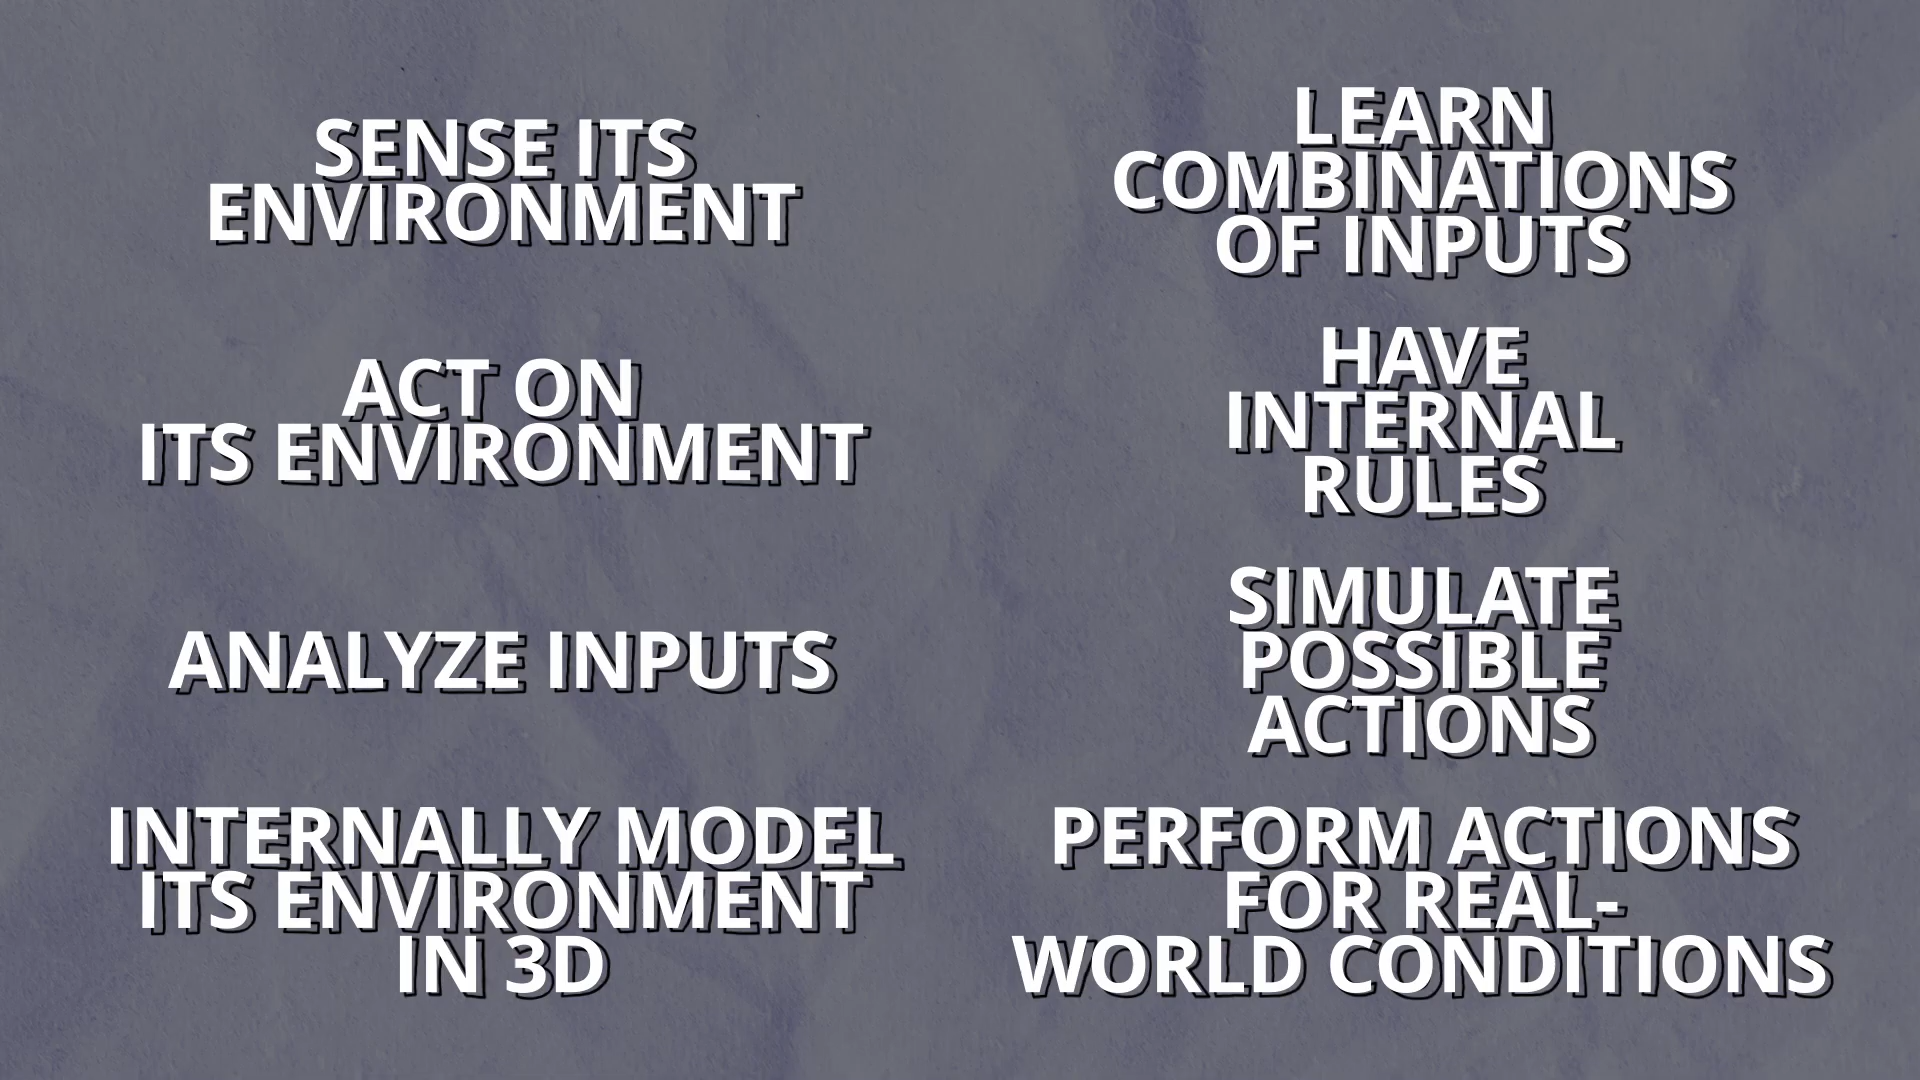 SENSE ITS
ENVIRONMENT
ACT ON
ITS ENVIRONMENT
ANALYZE INPUTS
INTERNALLY MODEL
ITS ENVIRONMENT
IN 3D
LEARN
COMBINATIONS
OF INPUTS
HAVE
INTERNAL
RULES
SIMULATE
POSSIBLE
ACTIONS
PERFORM ACTIONS
FOR REAL-
WORLD CONDITIONS